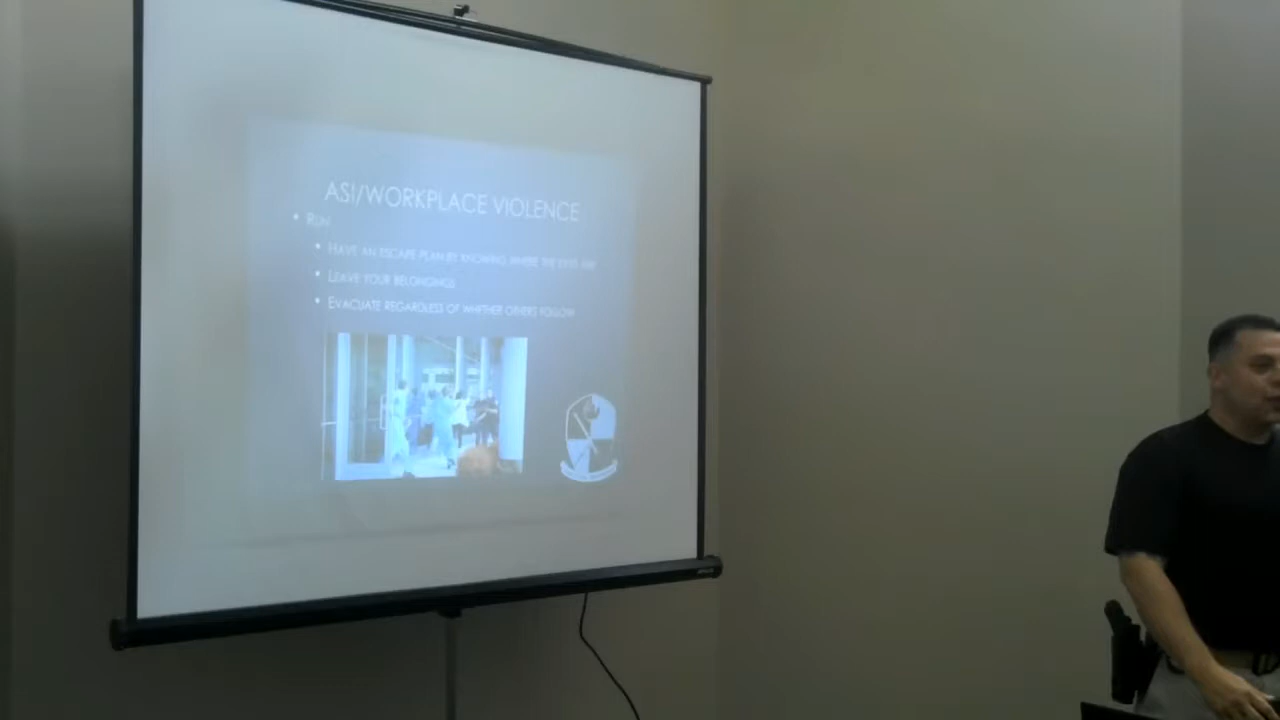 ASI/WORKPLACE VIOLENCE
• RUN
• HAVE AN ESCAPE PLAN BY KNOWING WHERE THE EXITS ARE
• LEAVE YOUR BELONGINGS
• EVACUATE REGARDLESS OF WHETHER OTHERS FOLLOW